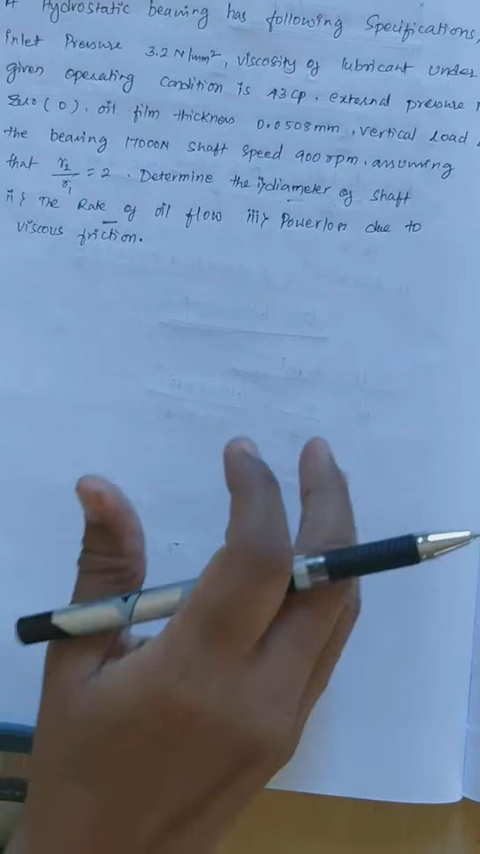 Hydrostatic bearing has following Specifications,
inlet Pressure 3.2 N/mm², viscosity of lubricant under
given operating Condition is 43 cp. external pressure
Zero (0). oil film thickness 0.0508mm, vertical load
the bearing 17000N shaft speed 900 rpm. assuming
that r₂/r₁ = 2. Determine the i) diameter of shaft
ii) The Rate of oil flow iii) Powerloss due to
viscous friction.